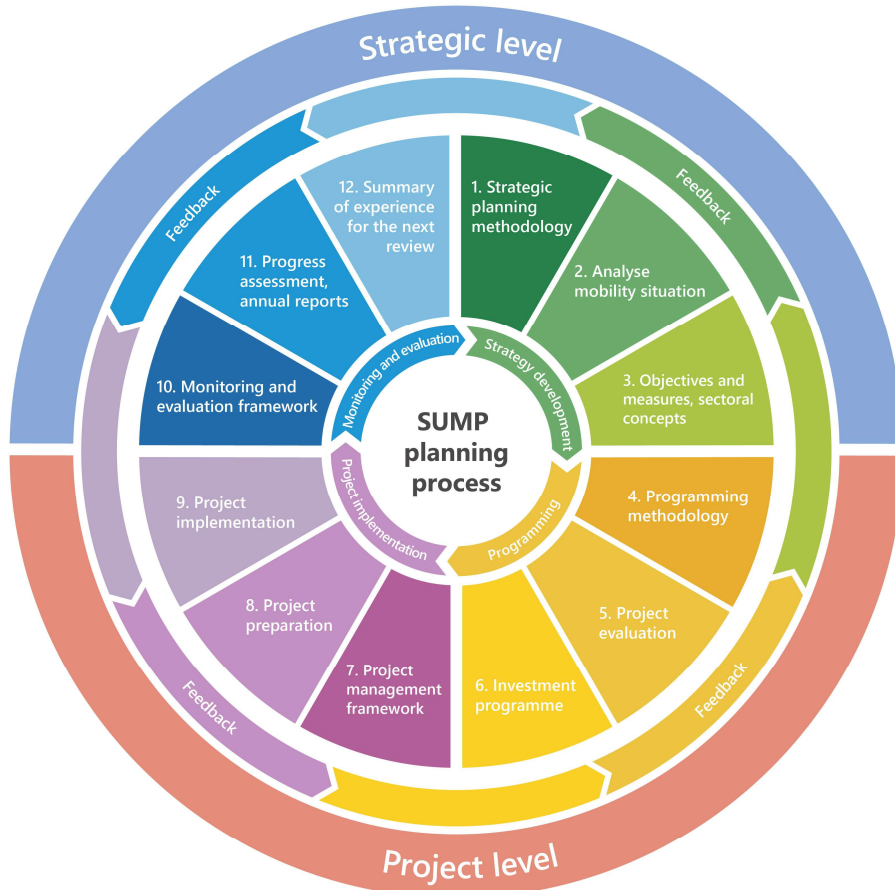 Strategic level
Feedback
Feedback
12. Summary
of experience
for the next
review
1. Strategic
planning
methodology
11. Progress
assessment,
annual reports
2. Analyse
mobility situation
10. Monitoring and
evaluation framework
3. Objectives and
measures, sectoral
concepts
Monitoring and evaluation
Strategy development
SUMP
planning
process
Project implementation
Programming
9. Project
implementation
4. Programming
methodology
8. Project
preparation
5. Project
evaluation
7. Project
management
framework
6. Investment
programme
Feedback
Feedback
Project level